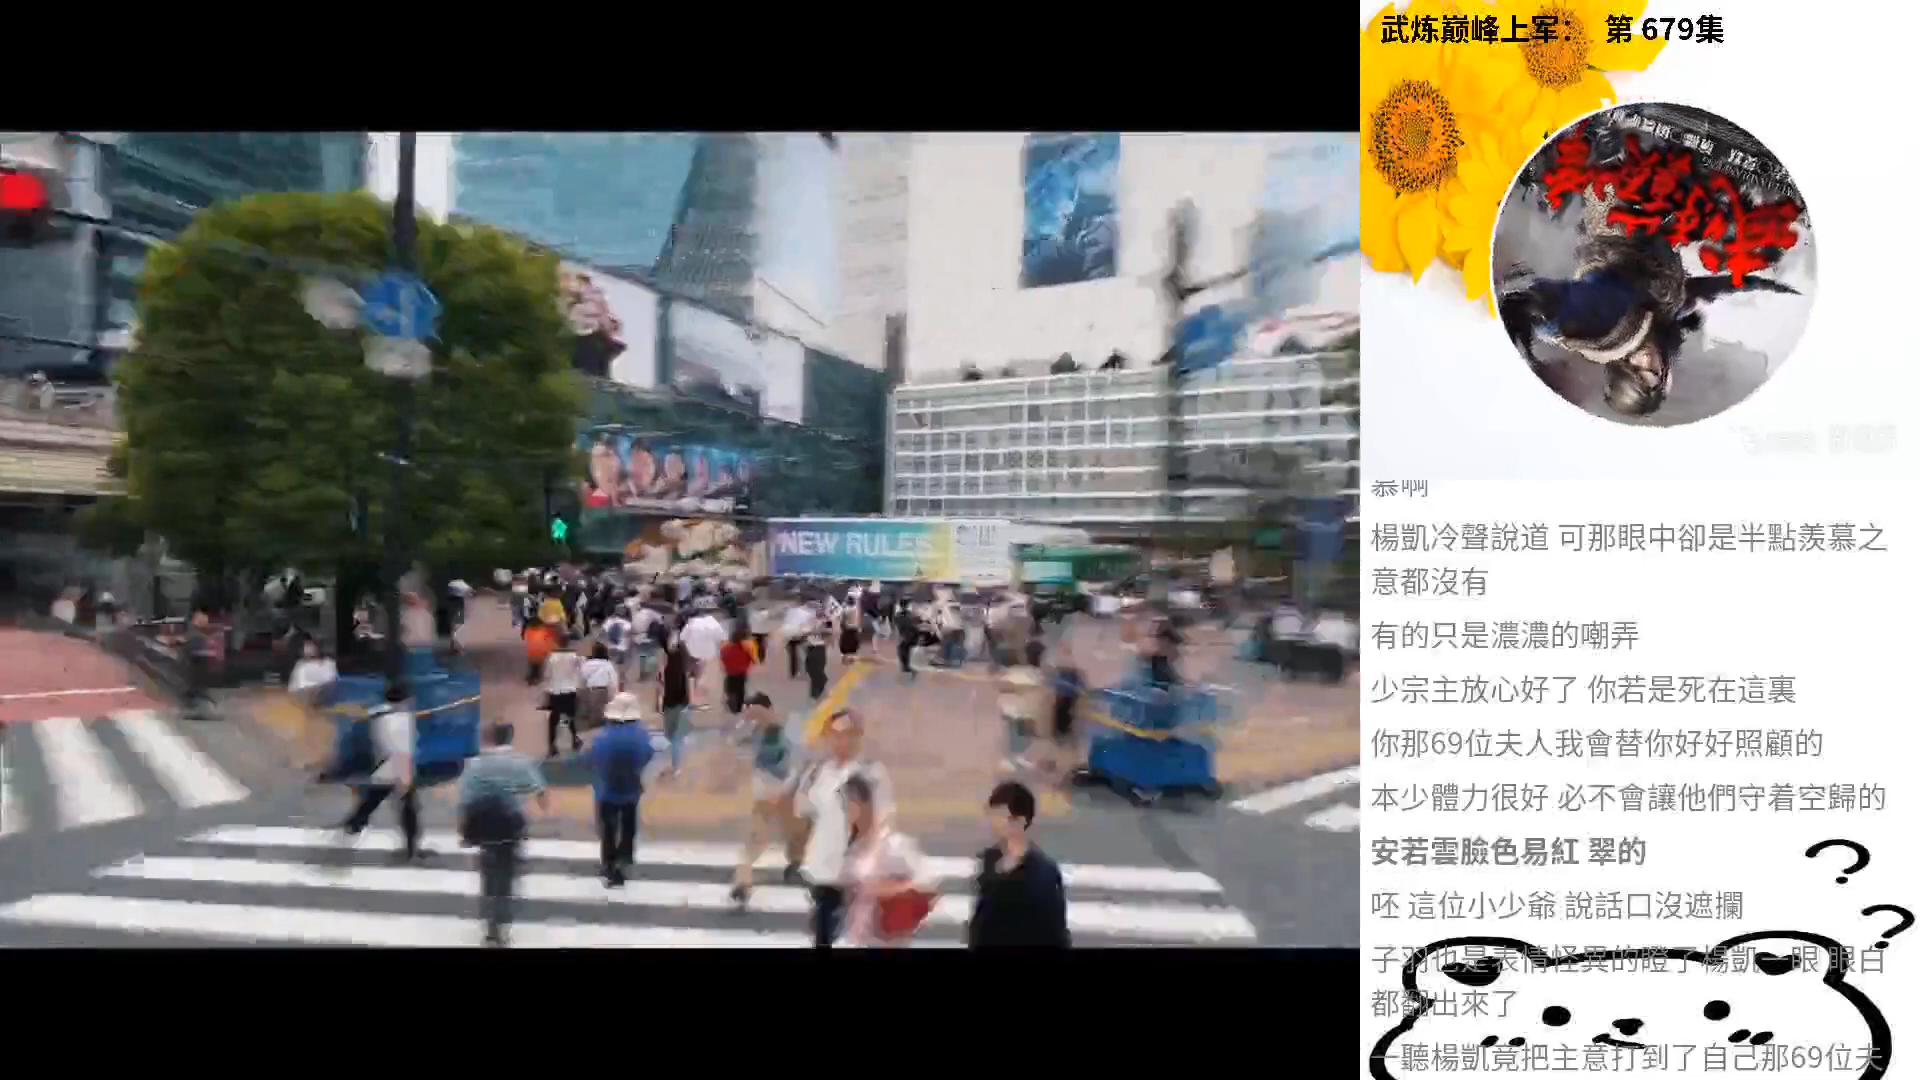 武炼巅峰上军： 第 679集
NEW RULES
慕啊
楊凱冷聲說道 可那眼中卻是半點羨慕之
意都沒有
有的只是濃濃的嘲弄
少宗主放心好了 你若是死在這裏
你那69位夫人我會替你好好照顧的
本少體力很好 必不會讓他們守着空歸的
安若雲臉色易紅 翠的
呸 這位小少爺 說話口沒遮攔
子羽也是表情怪異的瞪了楊凱一眼 眼白
都翻出來了
一聽楊凱竟把主意打到了自己那69位夫